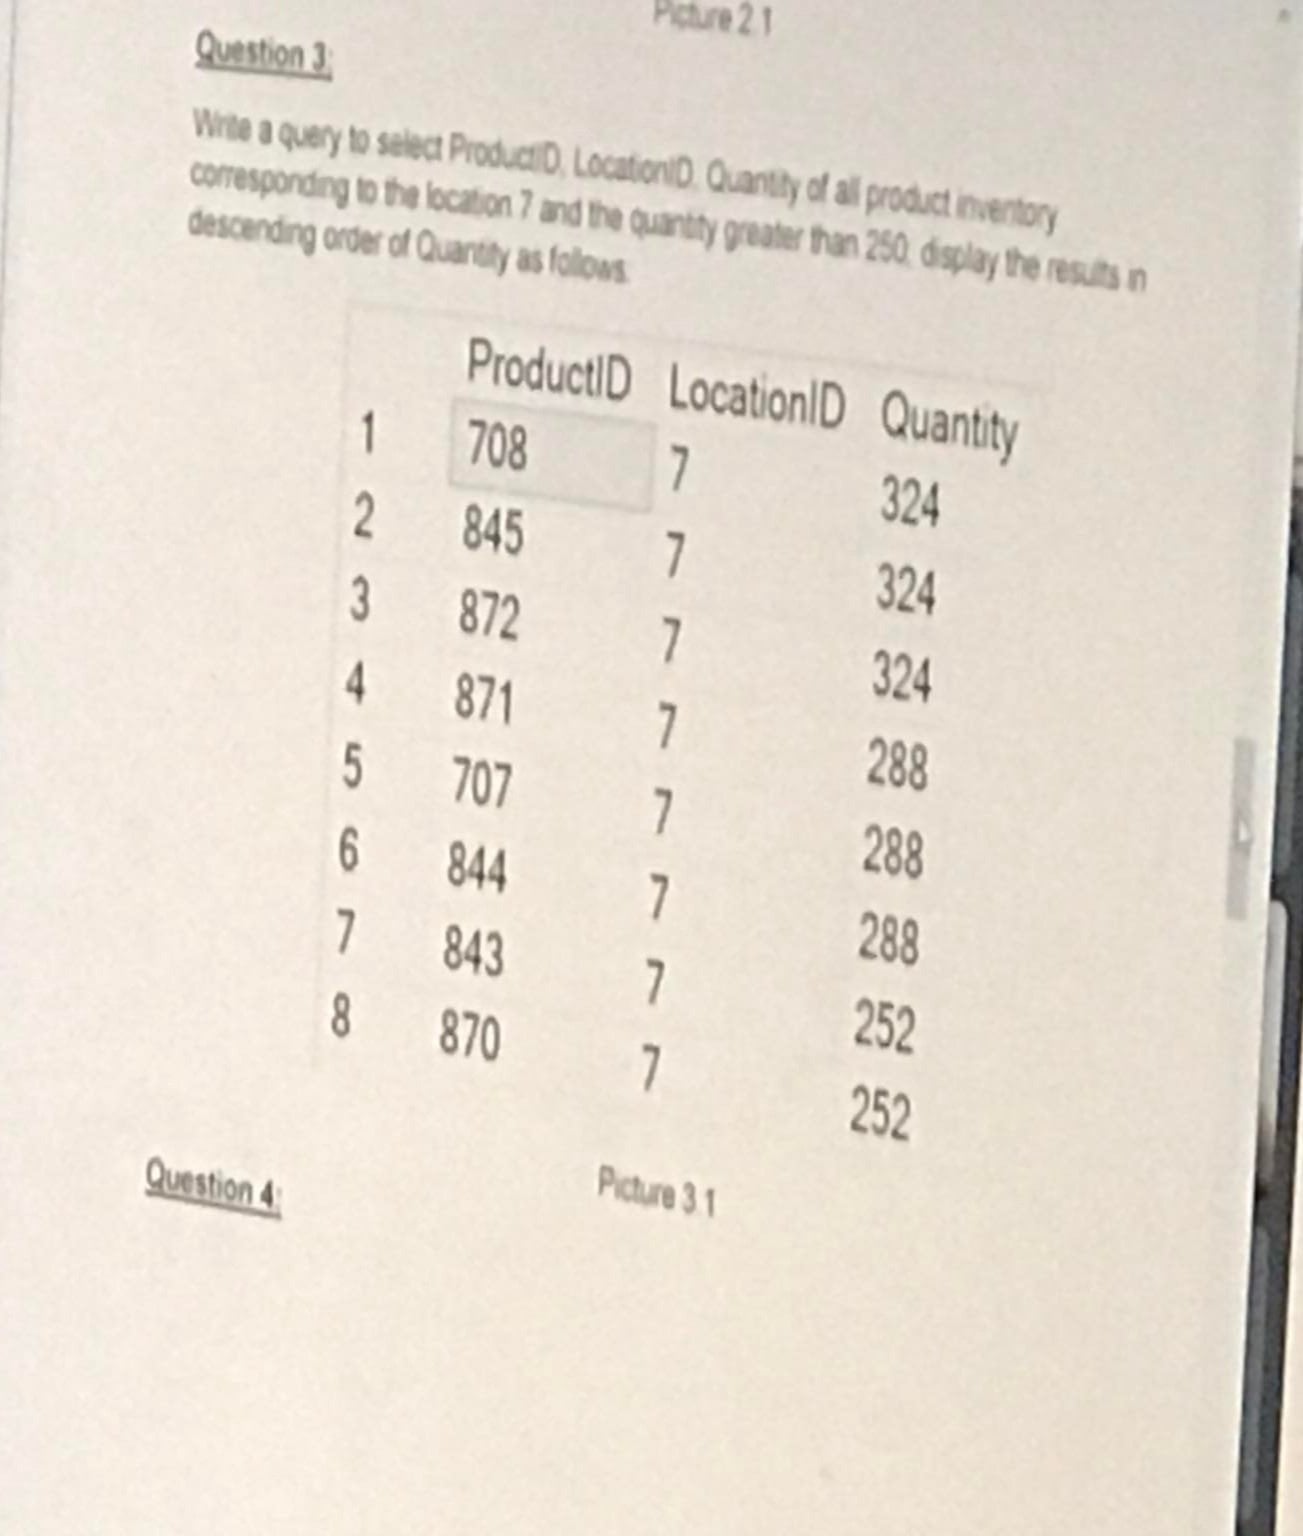 Picture 2.1
Question 3:
Write a query to select ProductID, LocationID, Quantity of all product inventory
corresponding to the location 7 and the quantity greater than 250, display the results in
descending order of Quantity as follows.
ProductID LocationID Quantity
1 708 7 324
2 845 7 324
3 872 7 324
4 871 7 288
5 707 7 288
6 844 7 288
7 843 7 252
8 870 7 252
Picture 3.1
Question 4: